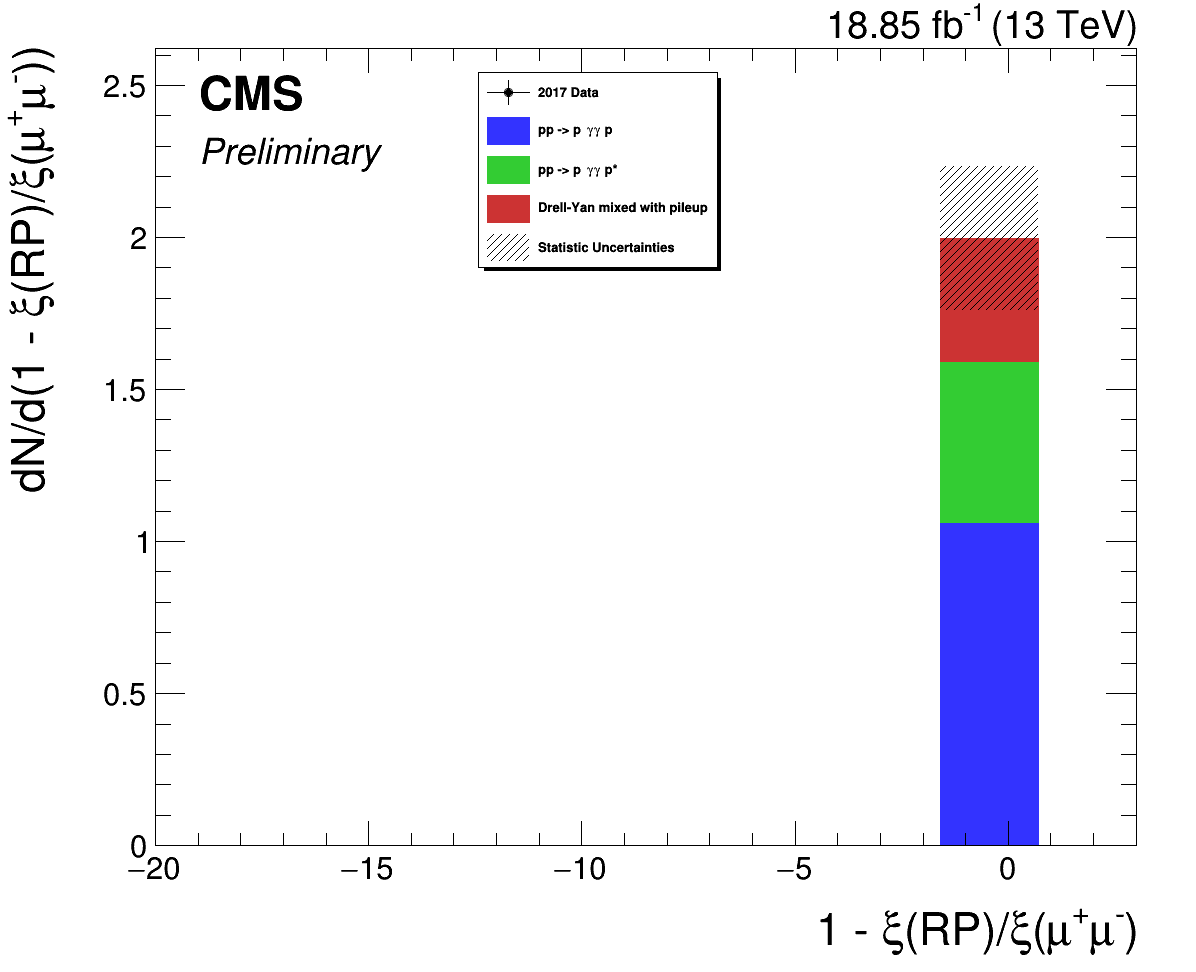 18.85 fb⁻¹ (13 TeV)
dN/d(1 - ξ(RP)/ξ(μ⁺μ⁻))
CMS
Preliminary
2017 Data
pp -> p γγ p
pp -> p γγ p*
Drell-Yan mixed with pileup
Statistic Uncertainties
2.5
2
1.5
1
0.5
0
−20 −15 −10 −5 0
1 - ξ(RP)/ξ(μ⁺μ⁻)